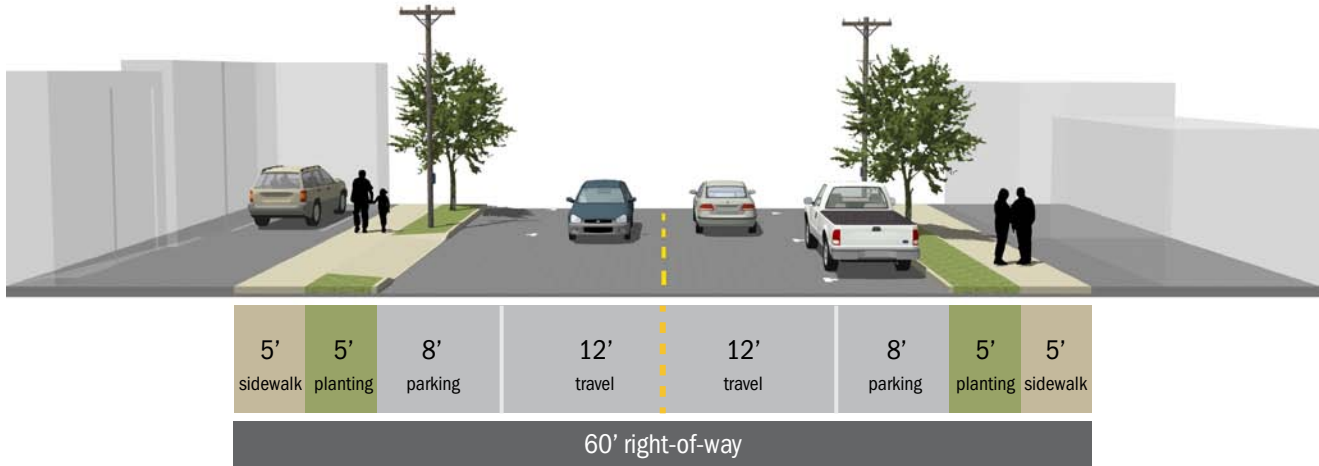 5’ 5’ 8’ 12’ 12’ 8’ 5’ 5’
sidewalk planting parking travel travel parking planting sidewalk
60’ right-of-way